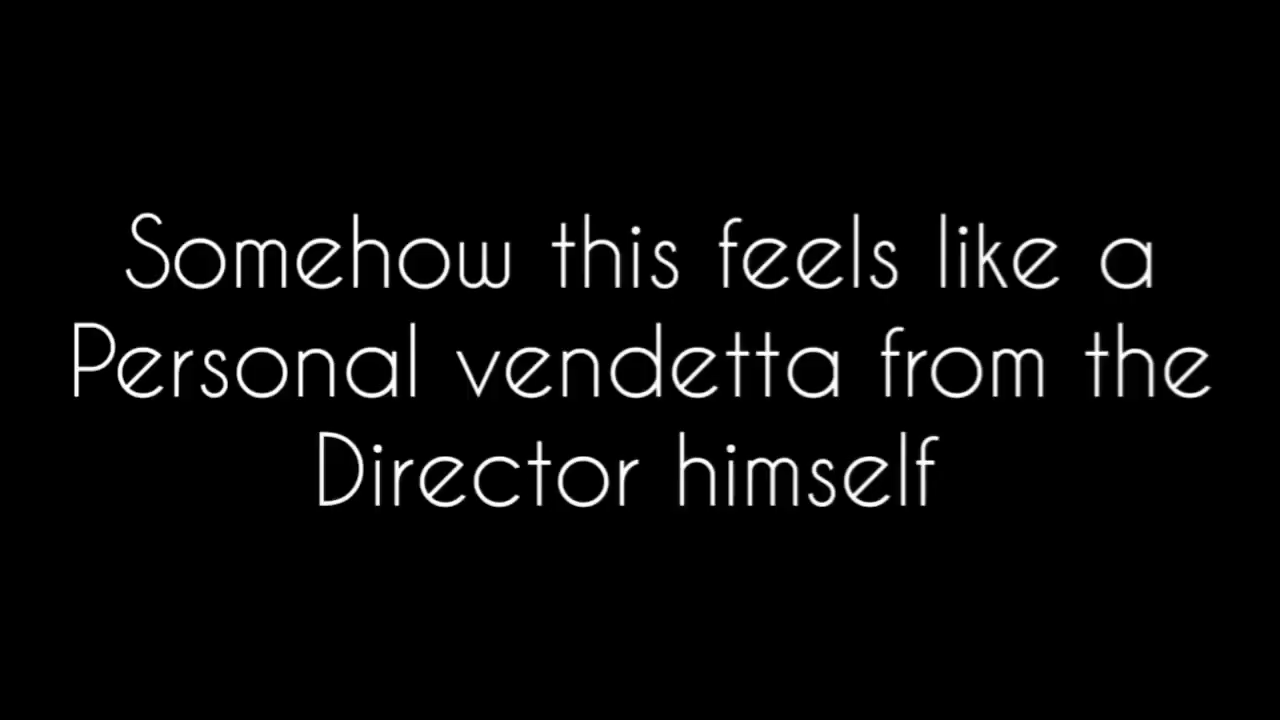 Somehow this feels like a
Personal vendetta from the
Director himself